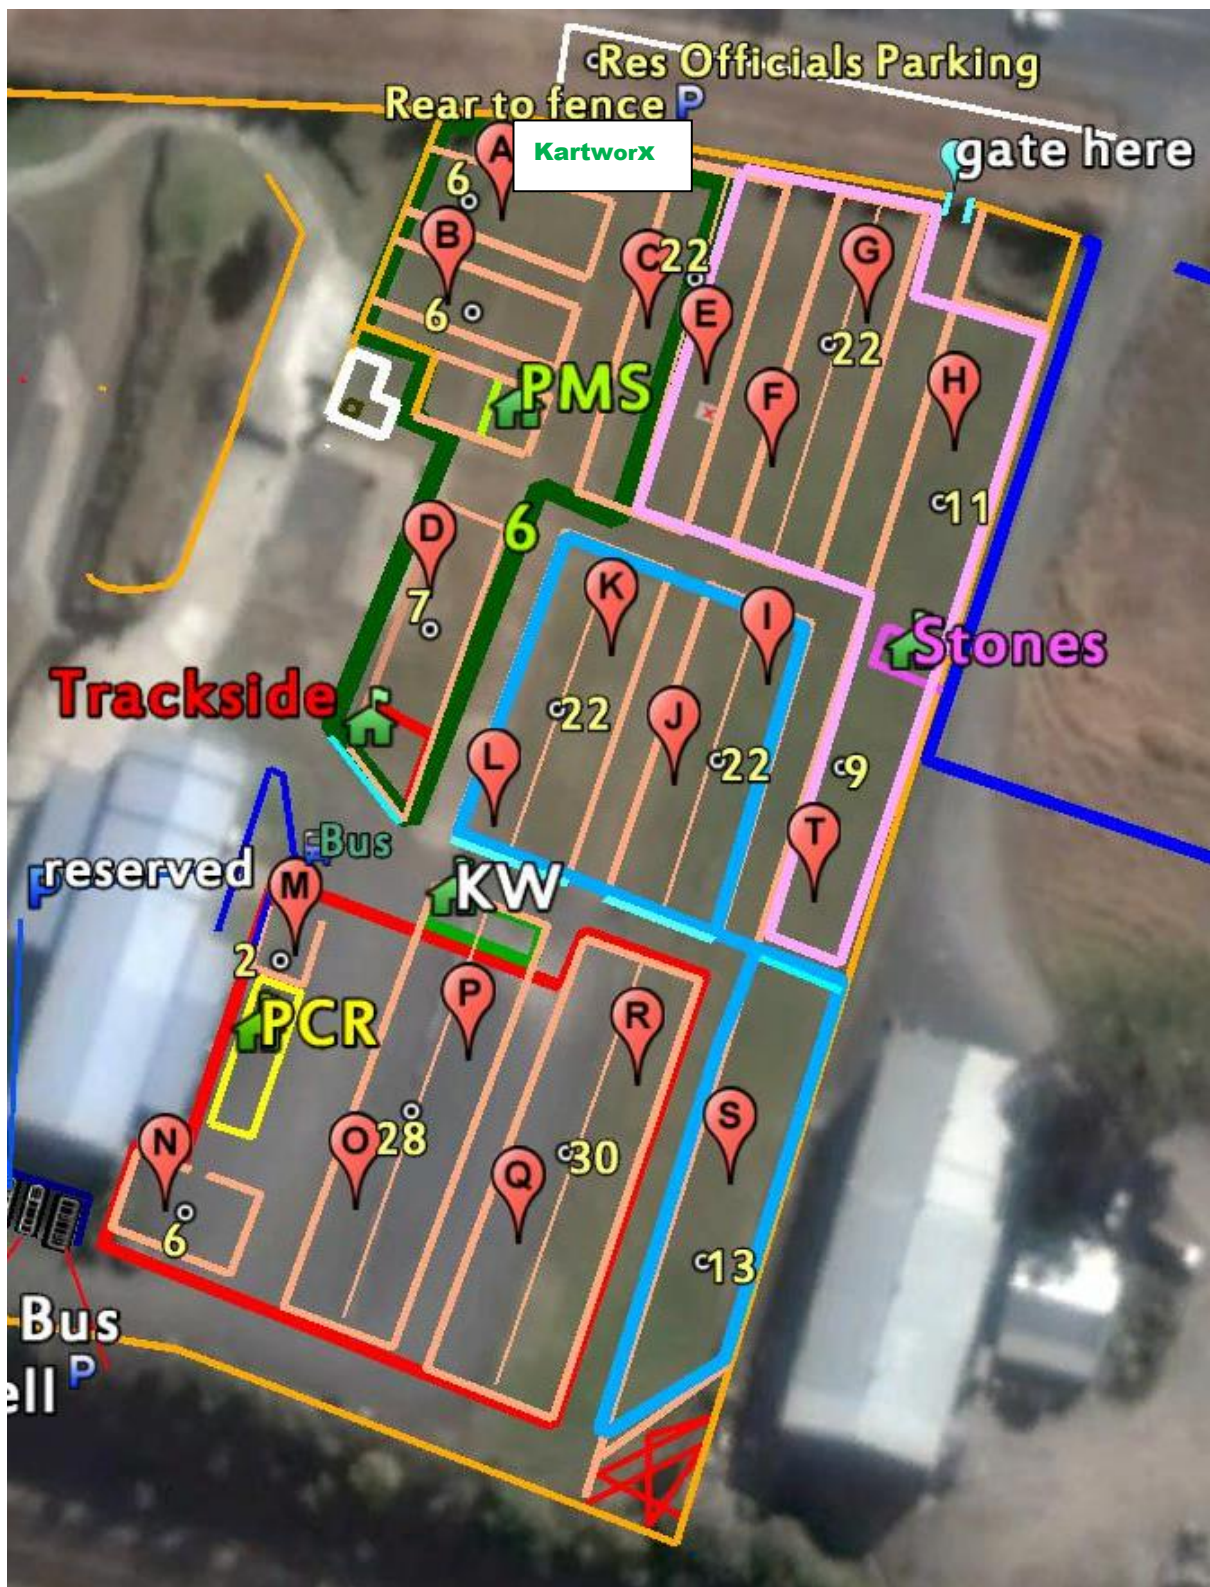 Res Officials Parking
Rear to fence P
A
KartworX
gate here
6
B
C 22
G
E
6
22
H
PMS
F
11
D
6
K
7
I
Stones
Trackside
22
J
L
22
9
T
Bus
P reserved
M
KW
2
P
PCR
R
S
N
O 28
30
Q
6
13
Bus
ell P